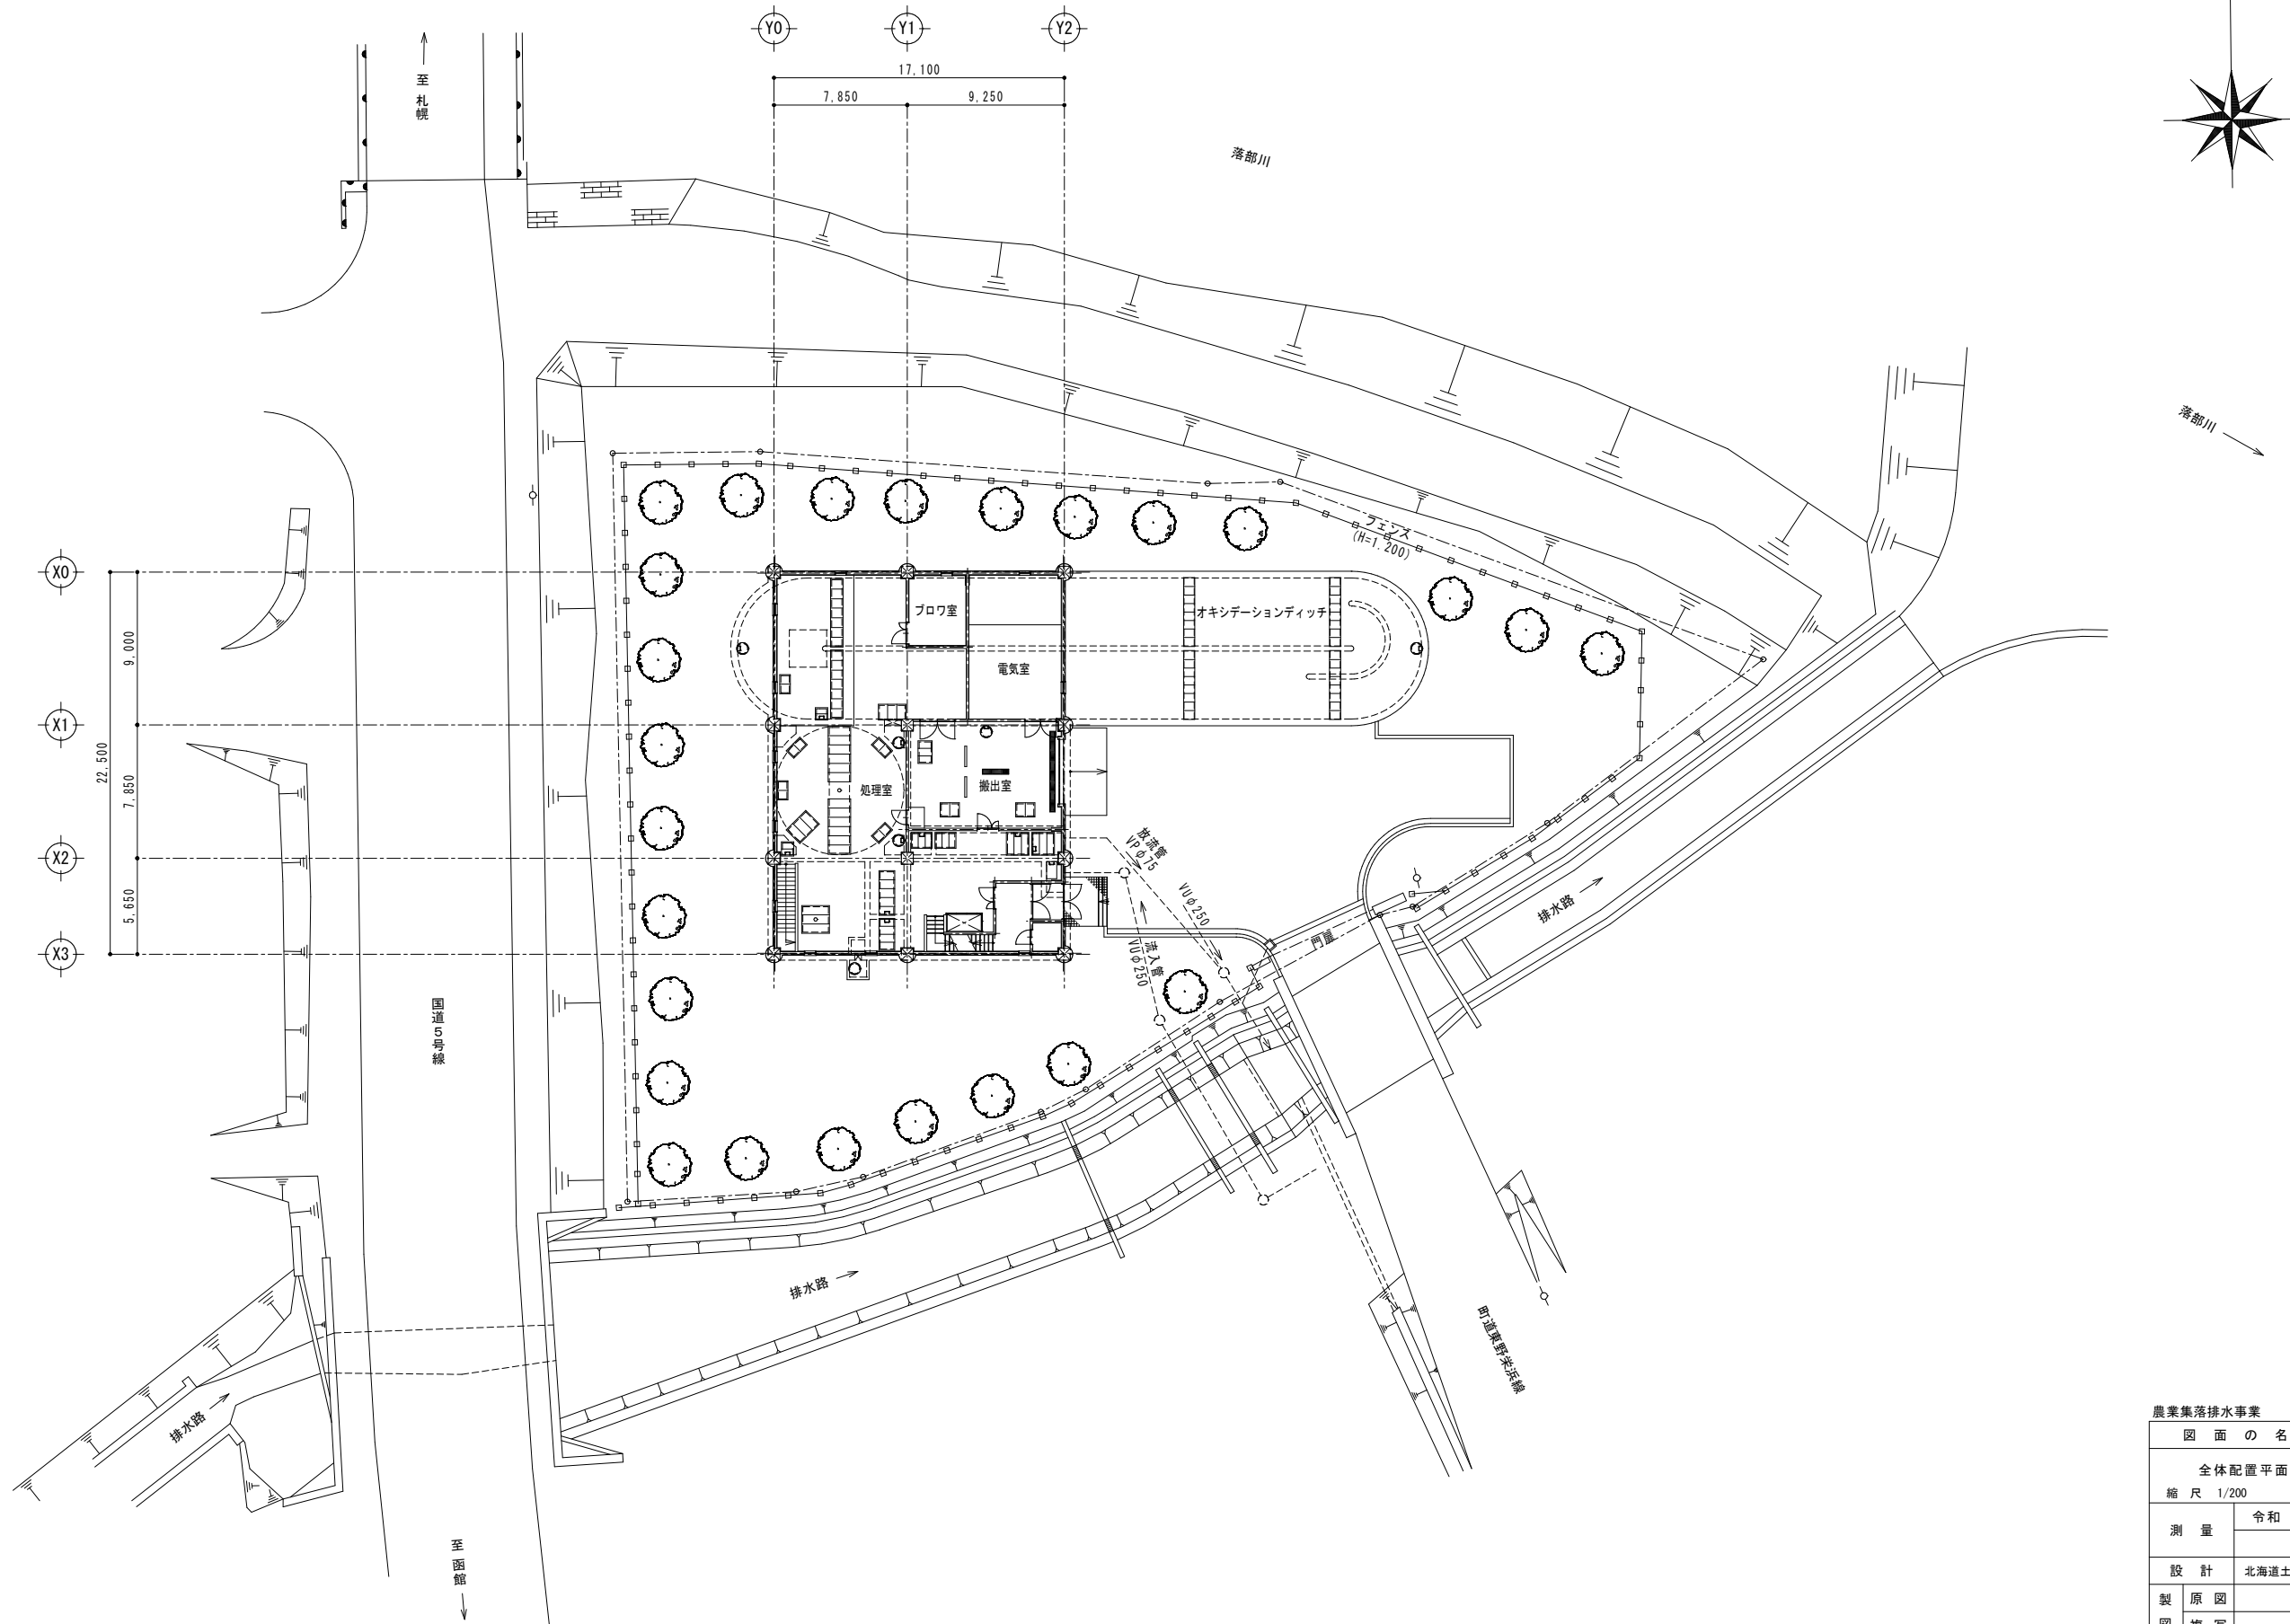 Y0
Y1
Y2
17,100
7,850
9,250
至 札幌
落部川
落部川
フェンス
(H=1.200)
X0
X1
X2
X3
9,000
22,500
7,850
5,650
ブロワ室
オキシデーションディッチ
電気室
処理室
搬出室
放流管
VPφ75
VUφ250
流入管
VUφ250
門扉
排水路
国道5号線
排水路
排水路
町道東野栄浜線
至 函館
農業集落排水事業
図 面 の 名
全体配置平面
縮 尺 1/200
測 量
令和
設 計
北海道土
製
原 図